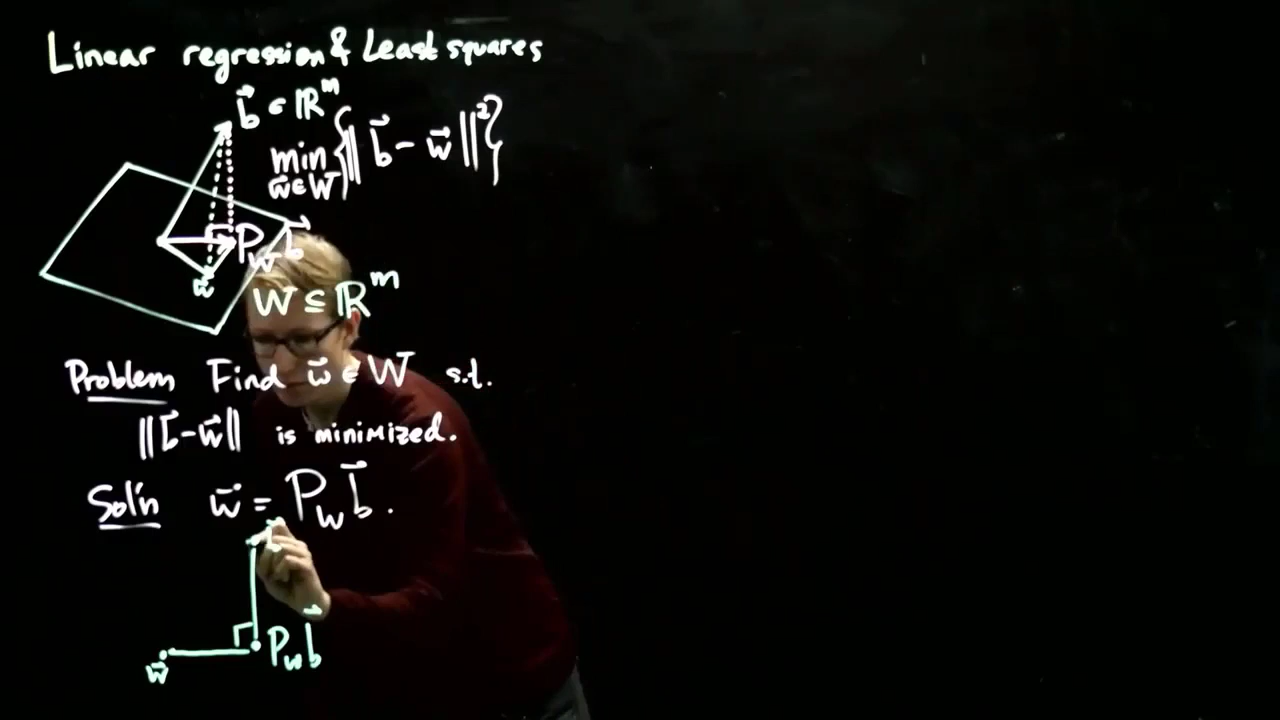 Linear regression & Least squares
b⃗ ∈ ℝᵐ
min { ‖ b⃗ − w⃗ ‖² }
w⃗ ∈ W
P_W b⃗
w⃗
W ⊆ ℝᵐ
Problem Find w⃗ ∈ W s.t.
‖b⃗−w⃗‖ is minimized.
Sol'n w⃗ = P_W b⃗.
w⃗ P_W b⃗